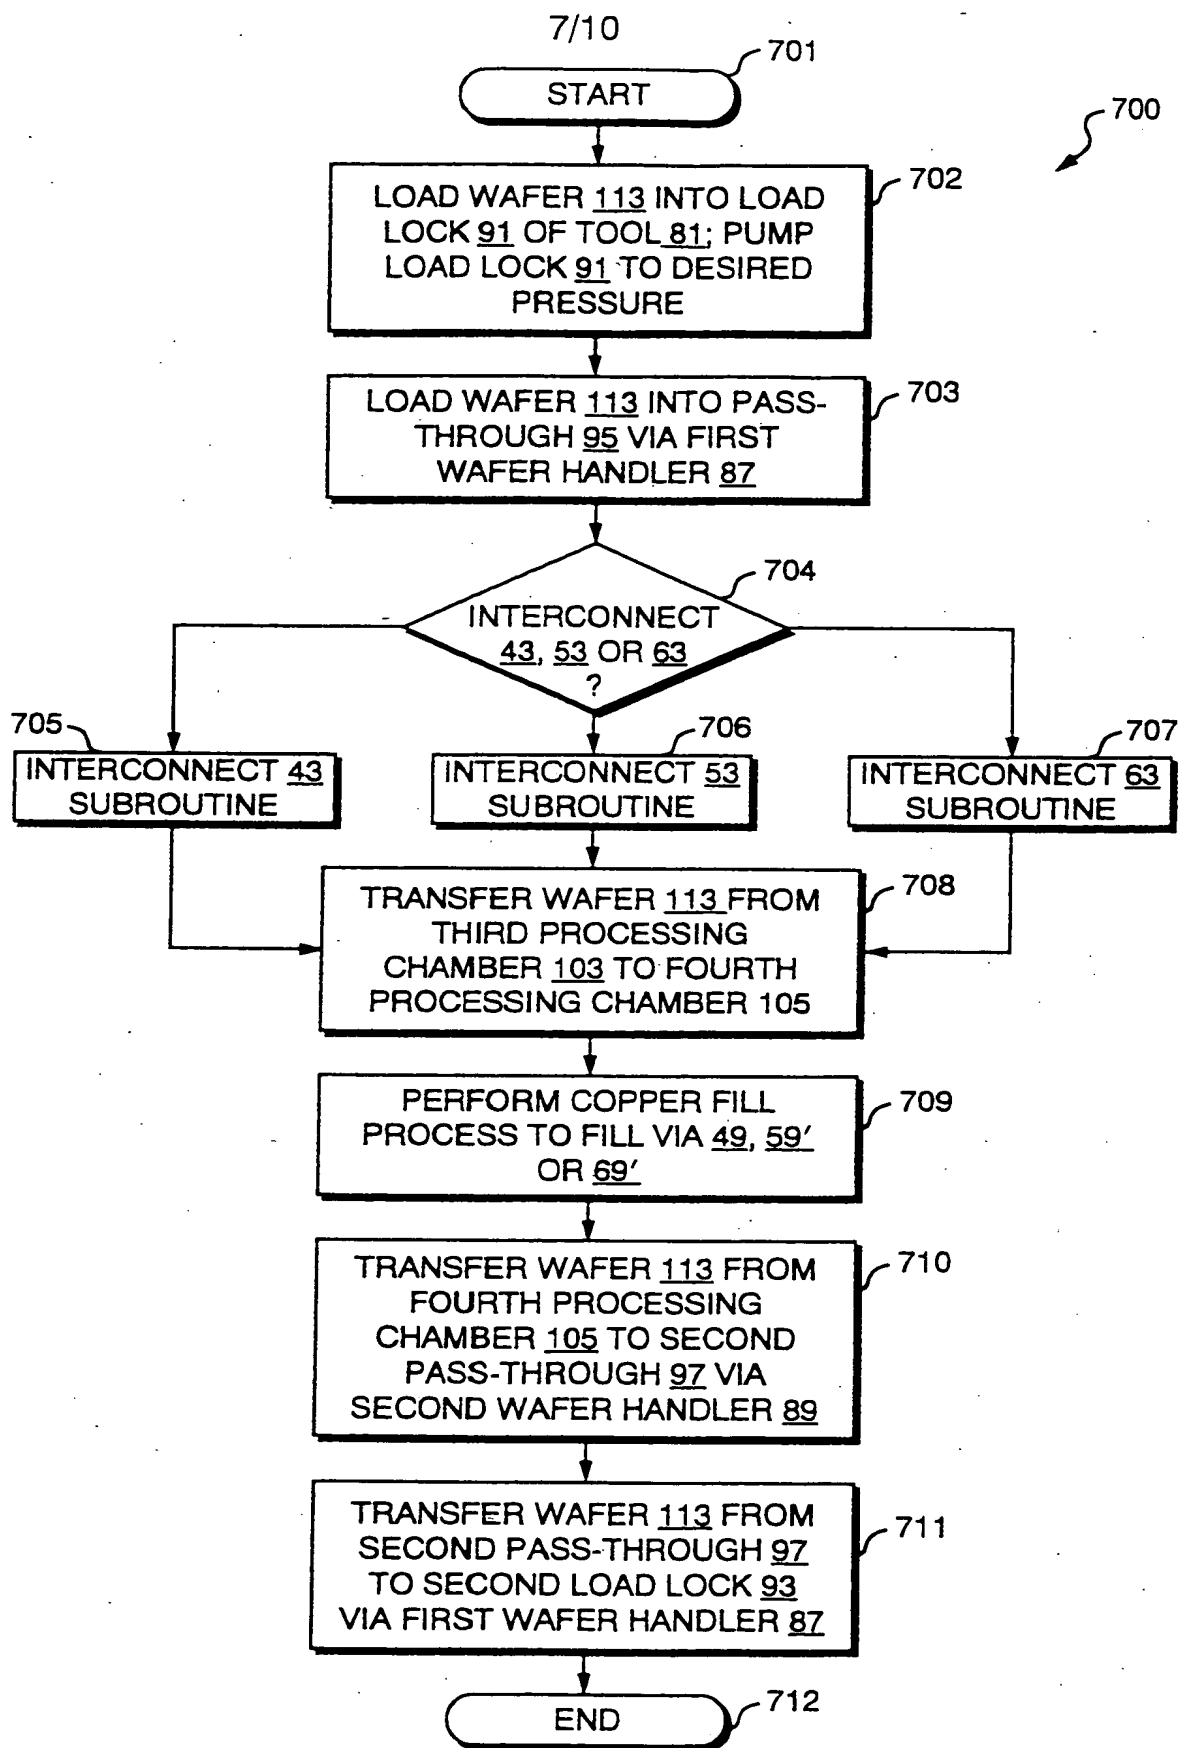 7/10
701
START
700
702
LOAD WAFER 113 INTO LOAD
LOCK 91 OF TOOL 81; PUMP
LOAD LOCK 91 TO DESIRED
PRESSURE
703
LOAD WAFER 113 INTO PASS-
THROUGH 95 VIA FIRST
WAFER HANDLER 87
704
INTERCONNECT
43, 53 OR 63
?
705
INTERCONNECT 43
SUBROUTINE
706
INTERCONNECT 53
SUBROUTINE
707
INTERCONNECT 63
SUBROUTINE
708
TRANSFER WAFER 113 FROM
THIRD PROCESSING
CHAMBER 103 TO FOURTH
PROCESSING CHAMBER 105
709
PERFORM COPPER FILL
PROCESS TO FILL VIA 49, 59′
OR 69′
710
TRANSFER WAFER 113 FROM
FOURTH PROCESSING
CHAMBER 105 TO SECOND
PASS-THROUGH 97 VIA
SECOND WAFER HANDLER 89
711
TRANSFER WAFER 113 FROM
SECOND PASS-THROUGH 97
TO SECOND LOAD LOCK 93
VIA FIRST WAFER HANDLER 87
712
END